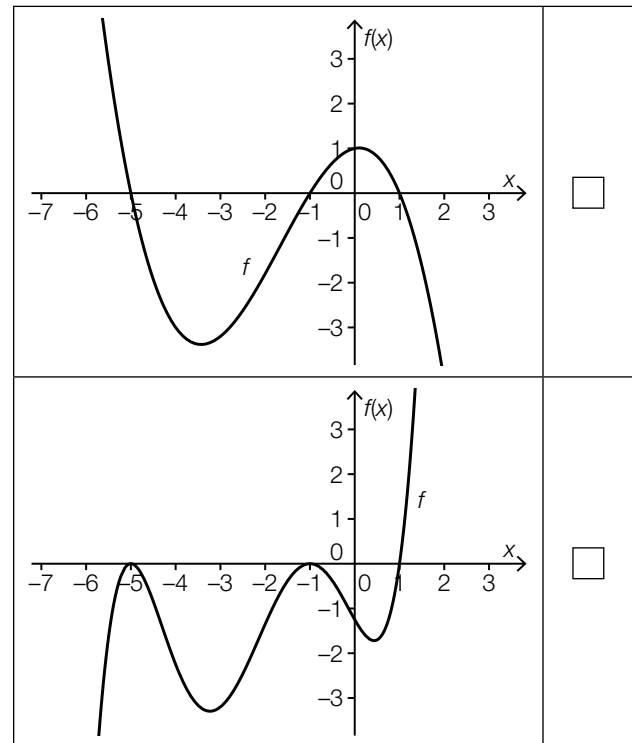 f(x)
3
2
1
0
x
–7 –6 –5 –4 –3 –2 –1 0 1 2 3
–1
f
–2
–3
f(x)
3
2
f
1
0
x
–7 –6 –5 –4 –3 –2 –1 0 1 2 3
–1
–2
–3